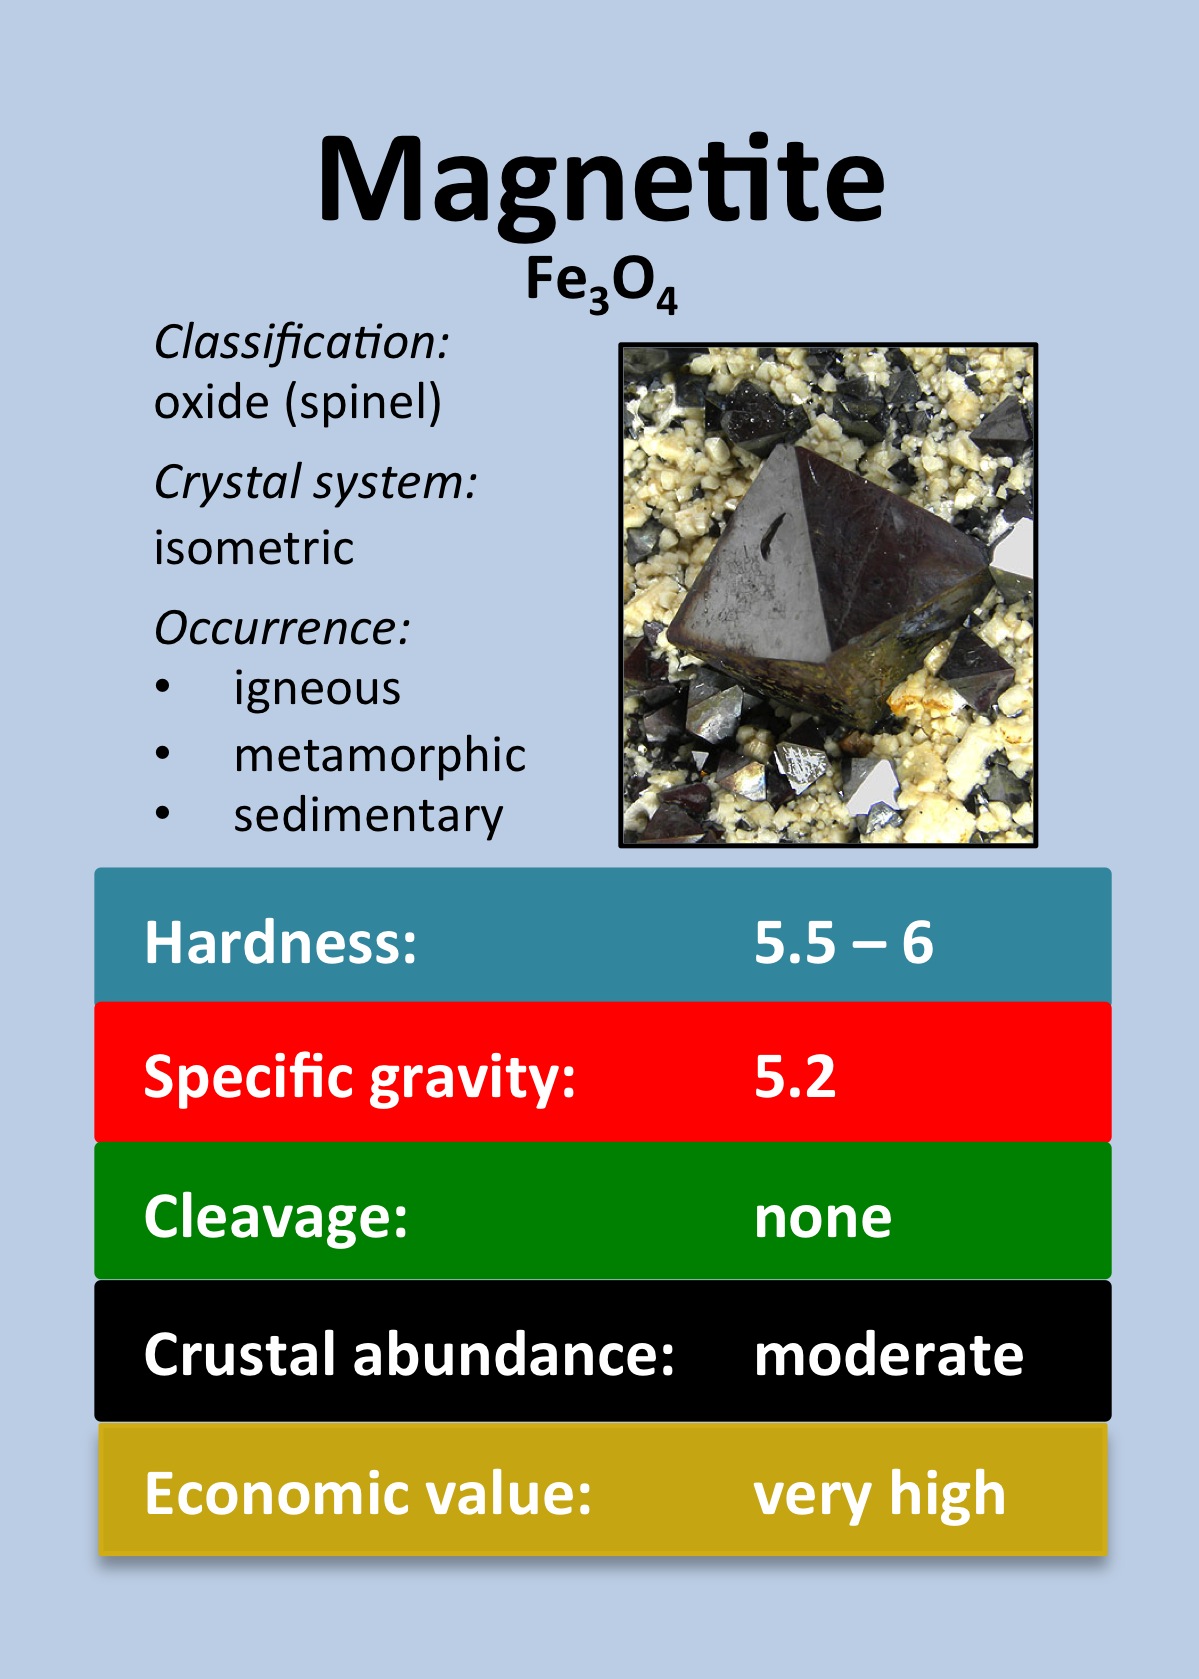 Magnetite
Fe₃O₄
Classification:
oxide (spinel)
Crystal system:
isometric
Occurrence:
• igneous
• metamorphic
• sedimentary
Hardness: 5.5 – 6
Specific gravity: 5.2
Cleavage: none
Crustal abundance: moderate
Economic value: very high